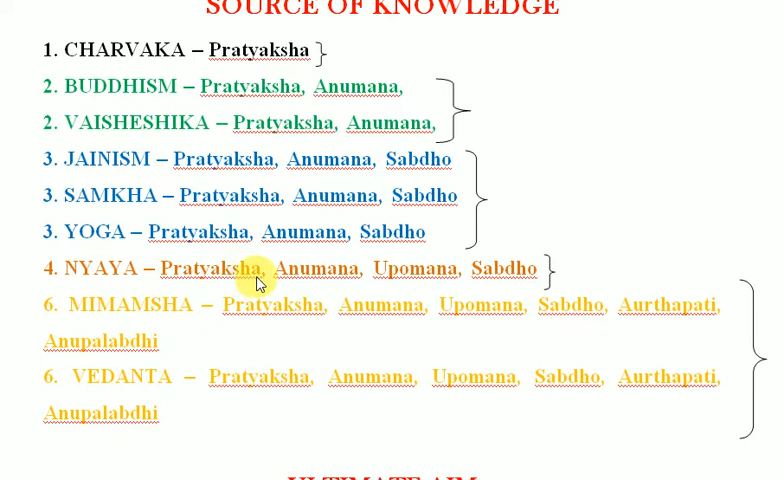 SOURCE OF KNOWLEDGE
1. CHARVAKA – Pratyaksha
2. BUDDHISM – Pratyaksha, Anumana,
2. VAISHESHIKA – Pratyaksha, Anumana,
3. JAINISM – Pratyaksha, Anumana, Sabdho
3. SAMKHA – Pratyaksha, Anumana, Sabdho
3. YOGA – Pratyaksha, Anumana, Sabdho
4. NYAYA – Pratyaksha, Anumana, Upomana, Sabdho
6. MIMAMSHA – Pratyaksha, Anumana, Upomana, Sabdho, Aurthapati,
Anupalabdhi
6. VEDANTA – Pratyaksha, Anumana, Upomana, Sabdho, Aurthapati,
Anupalabdhi
ULTIMATE AIM